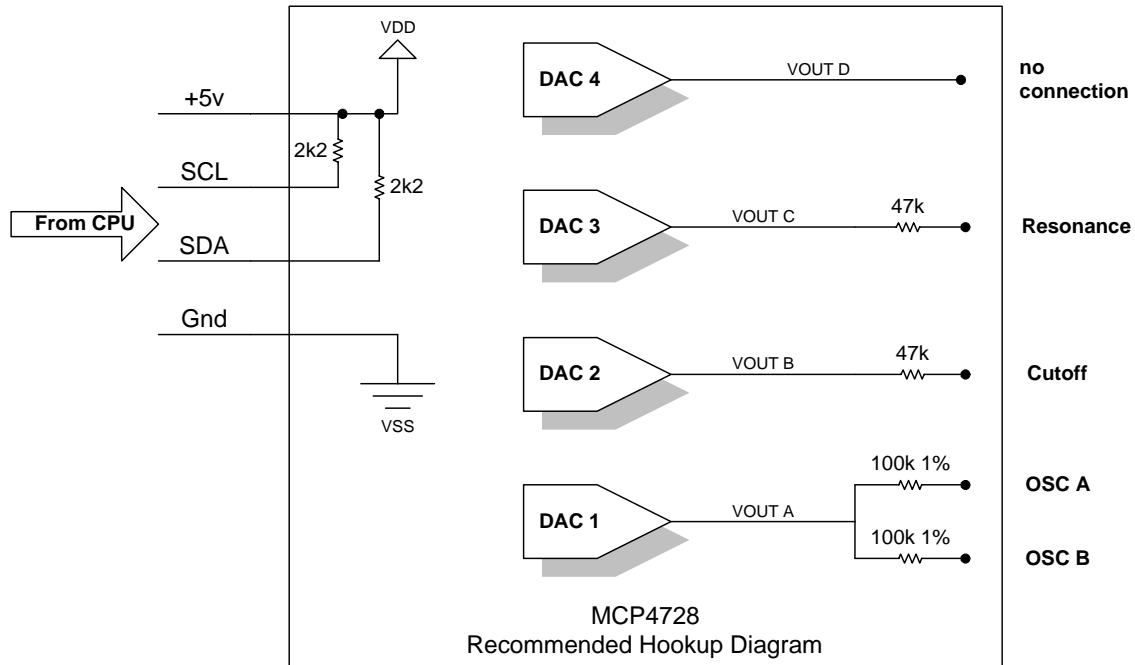 VDD
+5v
2k2
SCL
2k2
From CPU
SDA
Gnd
VSS
DAC 4
VOUT D
no
connection
DAC 3
VOUT C
47k
Resonance
DAC 2
VOUT B
47k
Cutoff
DAC 1
VOUT A
100k 1%
OSC A
100k 1%
OSC B
MCP4728
Recommended Hookup Diagram